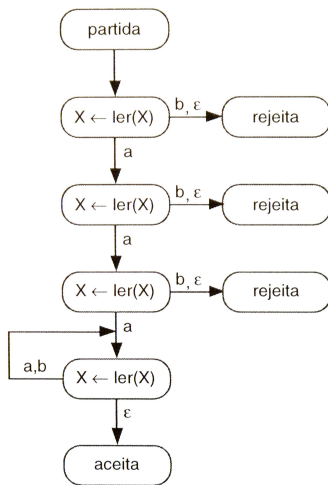 partida
X ← ler(X)
b, ε
rejeita
a
X ← ler(X)
b, ε
rejeita
a
X ← ler(X)
b, ε
rejeita
a
a,b
X ← ler(X)
ε
aceita